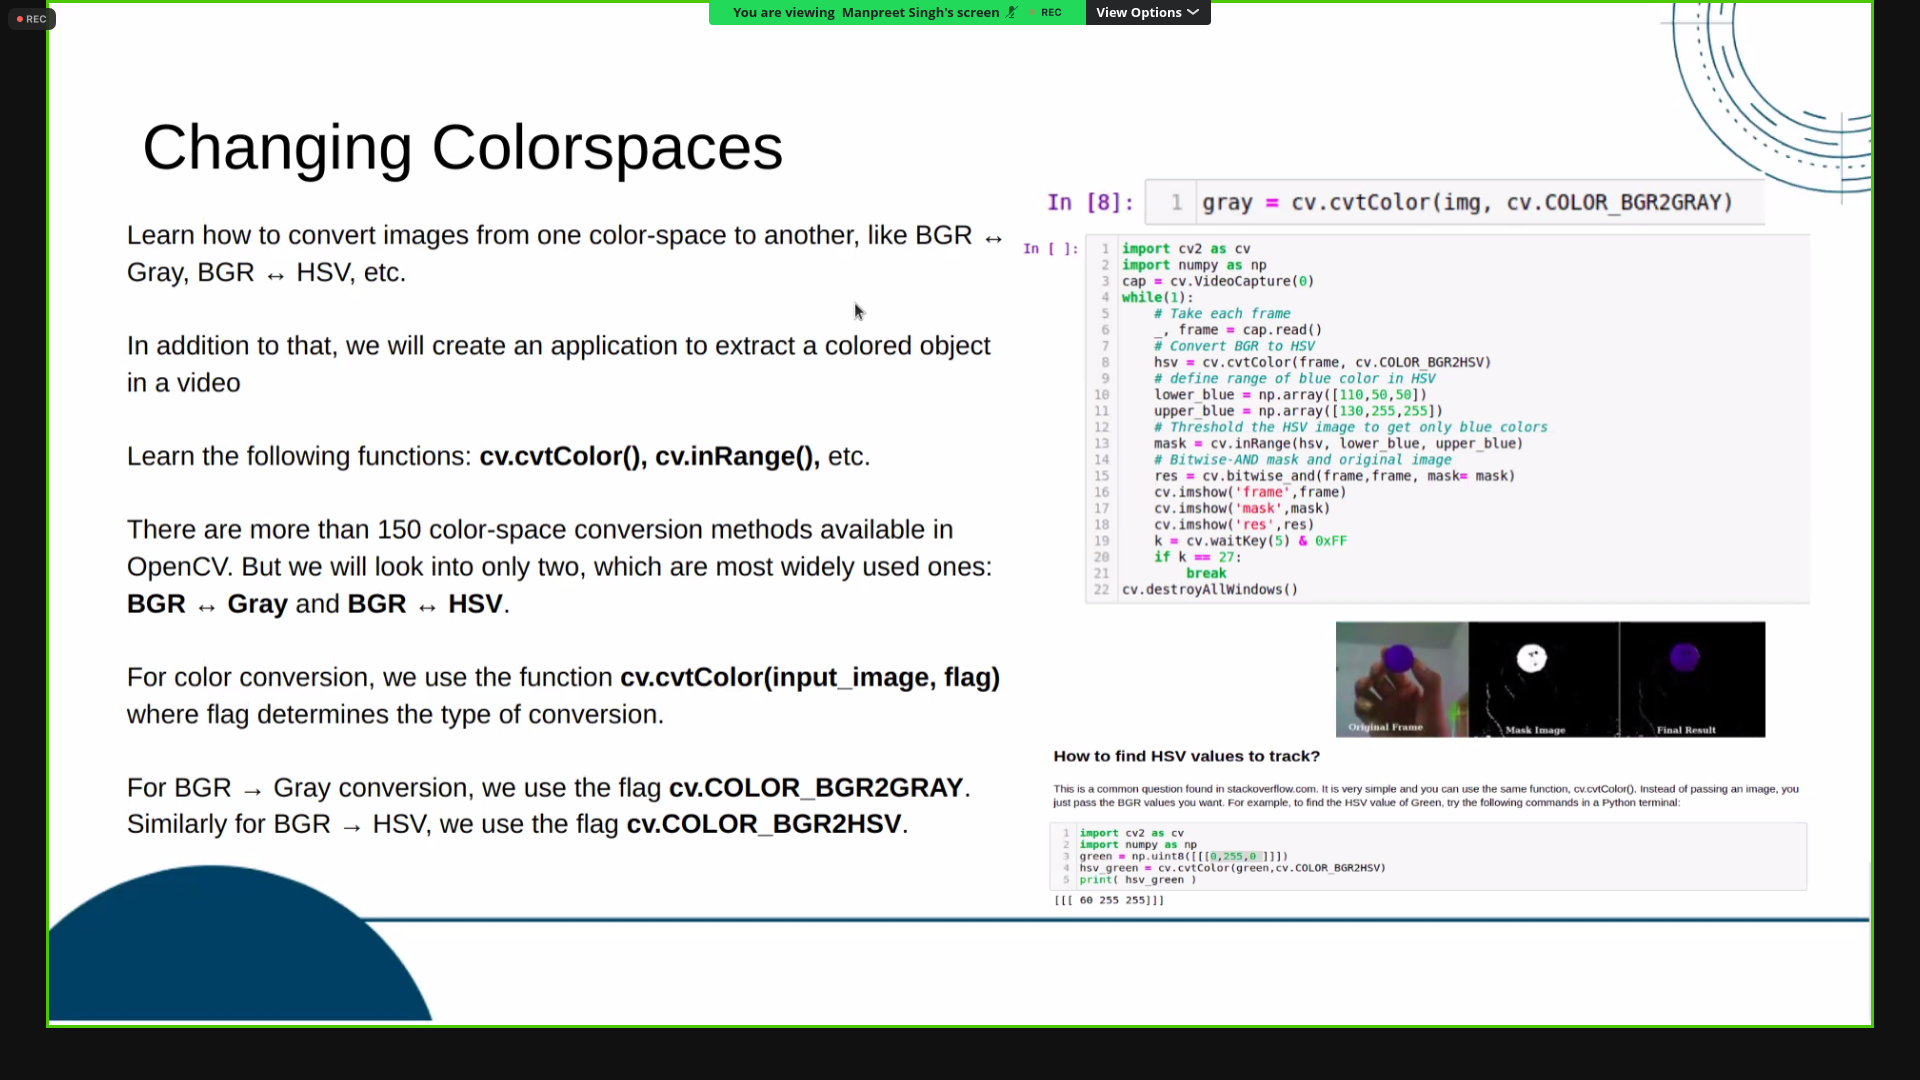 REC
You are viewing Manpreet Singh's screen REC View Options
Changing Colorspaces
Learn how to convert images from one color-space to another, like BGR ↔
Gray, BGR ↔ HSV, etc.
In addition to that, we will create an application to extract a colored object
in a video
Learn the following functions: cv.cvtColor(), cv.inRange(), etc.
There are more than 150 color-space conversion methods available in
OpenCV. But we will look into only two, which are most widely used ones:
BGR ↔ Gray and BGR ↔ HSV.
For color conversion, we use the function cv.cvtColor(input_image, flag)
where flag determines the type of conversion.
For BGR → Gray conversion, we use the flag cv.COLOR_BGR2GRAY.
Similarly for BGR → HSV, we use the flag cv.COLOR_BGR2HSV.
In [8]: 1 gray = cv.cvtColor(img, cv.COLOR_BGR2GRAY)
In [ ]: 1 import cv2 as cv
2 import numpy as np
3 cap = cv.VideoCapture(0)
4 while(1):
5 # Take each frame
6 _, frame = cap.read()
7 # Convert BGR to HSV
8 hsv = cv.cvtColor(frame, cv.COLOR_BGR2HSV)
9 # define range of blue color in HSV
10 lower_blue = np.array([110,50,50])
11 upper_blue = np.array([130,255,255])
12 # Threshold the HSV image to get only blue colors
13 mask = cv.inRange(hsv, lower_blue, upper_blue)
14 # Bitwise-AND mask and original image
15 res = cv.bitwise_and(frame,frame, mask= mask)
16 cv.imshow('frame',frame)
17 cv.imshow('mask',mask)
18 cv.imshow('res',res)
19 k = cv.waitKey(5) & 0xFF
20 if k == 27:
21 break
22 cv.destroyAllWindows()
Original Frame Mask Image Final Result
How to find HSV values to track?
This is a common question found in stackoverflow.com. It is very simple and you can use the same function, cv.cvtColor(). Instead of passing an image, you
just pass the BGR values you want. For example, to find the HSV value of Green, try the following commands in a Python terminal:
1 import cv2 as cv
2 import numpy as np
3 green = np.uint8([[[0,255,0 ]]])
4 hsv_green = cv.cvtColor(green,cv.COLOR_BGR2HSV)
5 print( hsv_green )
[[[ 60 255 255]]]